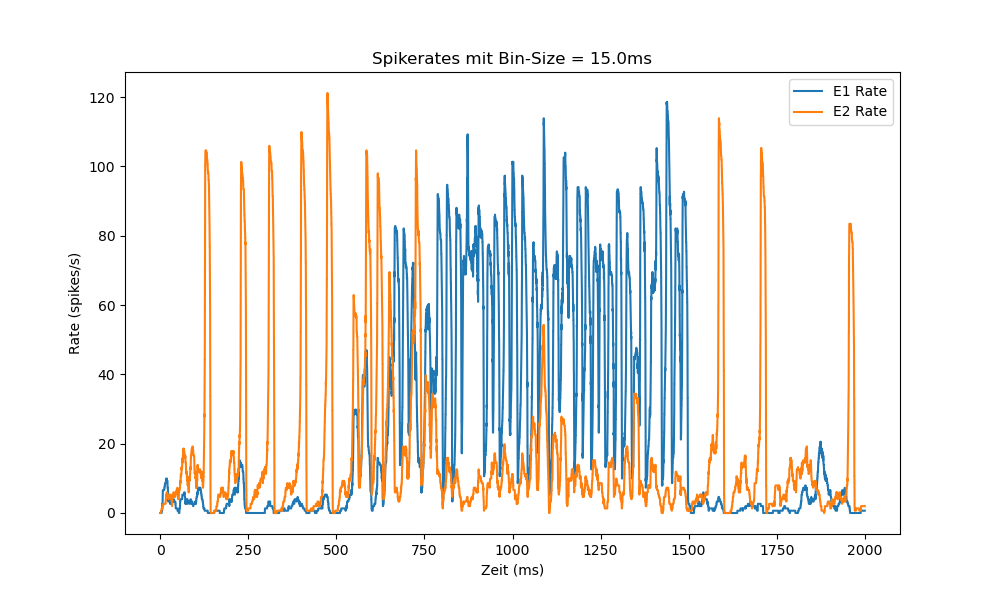 Spikerates mit Bin-Size = 15.0ms
E1 Rate
E2 Rate
120
100
80
60
40
20
0
Rate (spikes/s)
0 250 500 750 1000 1250 1500 1750 2000
Zeit (ms)